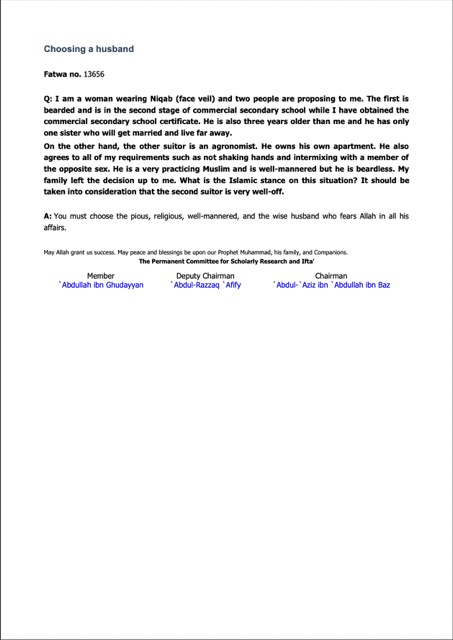 Choosing a husband
Fatwa no. 13656
Q: I am a woman wearing Niqab (face veil) and two people are proposing to me. The first is
bearded and is in the second stage of commercial secondary school while I have obtained the
commercial secondary school certificate. He is also three years older than me and he has only
one sister who will get married and live far away.
On the other hand, the other suitor is an agronomist. He owns his own apartment. He also
agrees to all of my requirements such as not shaking hands and intermixing with a member of
the opposite sex. He is a very practicing Muslim and is well-mannered but he is beardless. My
family left the decision up to me. What is the Islamic stance on this situation? It should be
taken into consideration that the second suitor is very well-off.
A: You must choose the pious, religious, well-mannered, and the wise husband who fears Allah in all his
affairs.
May Allah grant us success. May peace and blessings be upon our Prophet Muhammad, his family, and Companions.
The Permanent Committee for Scholarly Research and Ifta'
Member Deputy Chairman Chairman
`Abdullah ibn Ghudayyan `Abdul-Razzaq `Afify `Abdul-`Aziz ibn `Abdullah ibn Baz